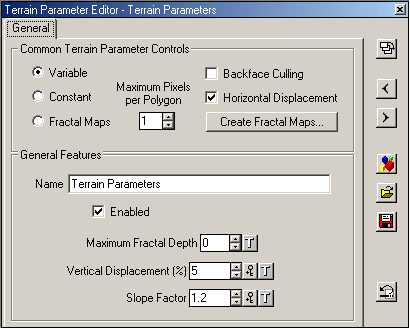 Terrain Parameter Editor - Terrain Parameters
General
Common Terrain Parameter Controls
Variable
Constant
Fractal Maps
Maximum Pixels
per Polygon
1
Backface Culling
Horizontal Displacement
Create Fractal Maps...
General Features
Name Terrain Parameters
Enabled
Maximum Fractal Depth 0 T
Vertical Displacement (%) 5 T
Slope Factor 1.2 T